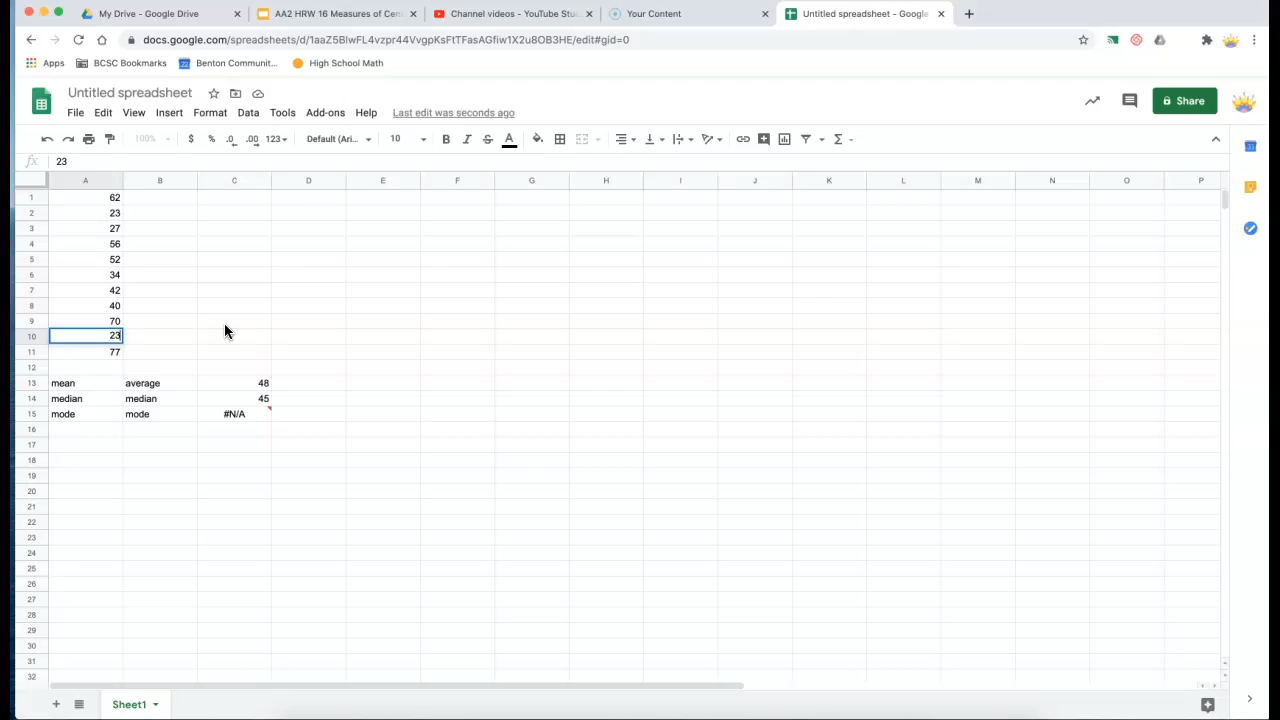 My Drive - Google Drive
AA2 HRW 16 Measures of Cen
Channel videos - YouTube Stu
Your Content
Untitled spreadsheet - Google
docs.google.com/spreadsheets/d/1aaZ5BlwFL4vzpr44VvgpKsFtTFasAGfiw1X2u8OB3HE/edit#gid=0
Apps
BCSC Bookmarks
Benton Communit...
High School Math
Untitled spreadsheet
File Edit View Insert Format Data Tools Add-ons Help Last edit was seconds ago
Share
100% $ % .0 .00 123 Default (Ari... 10 B I S A Σ
fx 23
A B C D E F G H I J K L M N O P
1 62
2 23
3 27
4 56
5 52
6 34
7 42
8 40
9 70
10 23
11 77
12
13 mean average 48
14 median median 45
15 mode mode #N/A
16
17
18
19
20
21
22
23
24
25
26
27
28
29
30
31
32
Sheet1